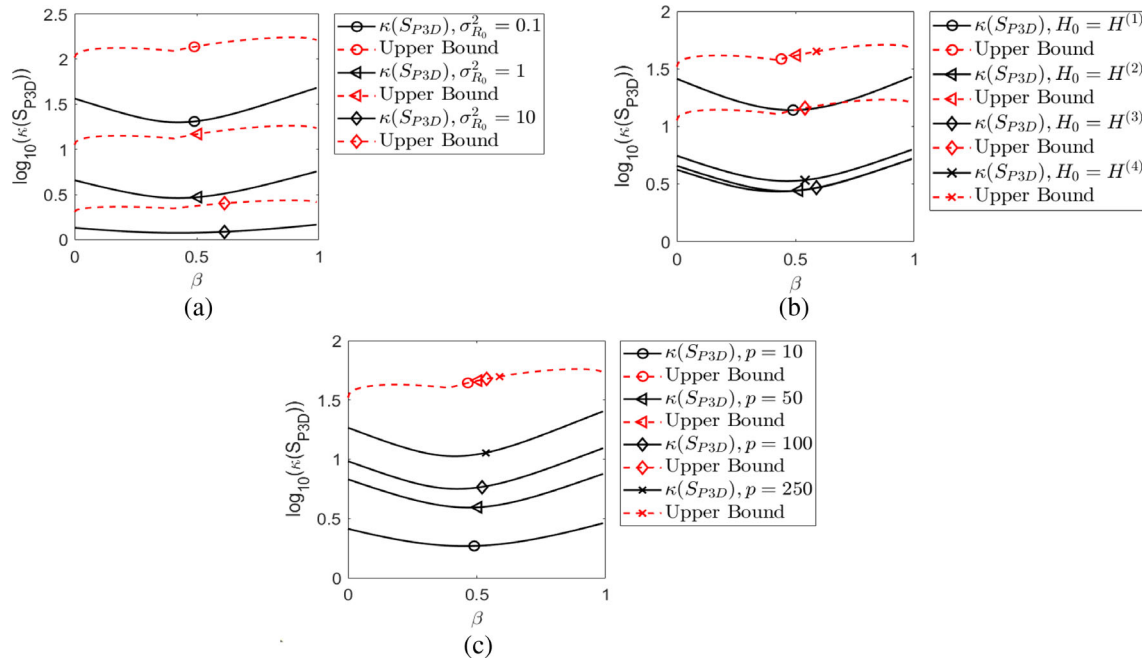 2.5
2
1.5
1
0.5
0
0
0.5
1
log10(κ(SP3D))
β
κ(SP3D), σ²R0 = 0.1
Upper Bound
κ(SP3D), σ²R0 = 1
Upper Bound
κ(SP3D), σ²R0 = 10
Upper Bound
(a)
2
1.5
1
0.5
0
0
0.5
1
log10(κ(SP3D))
β
κ(SP3D), H0 = H(1)
Upper Bound
κ(SP3D), H0 = H(2)
Upper Bound
κ(SP3D), H0 = H(3)
Upper Bound
κ(SP3D), H0 = H(4)
Upper Bound
(b)
2
1.5
1
0.5
0
0
0.5
1
log10(κ(SP3D))
β
κ(SP3D), p = 10
Upper Bound
κ(SP3D), p = 50
Upper Bound
κ(SP3D), p = 100
Upper Bound
κ(SP3D), p = 250
Upper Bound
(c)